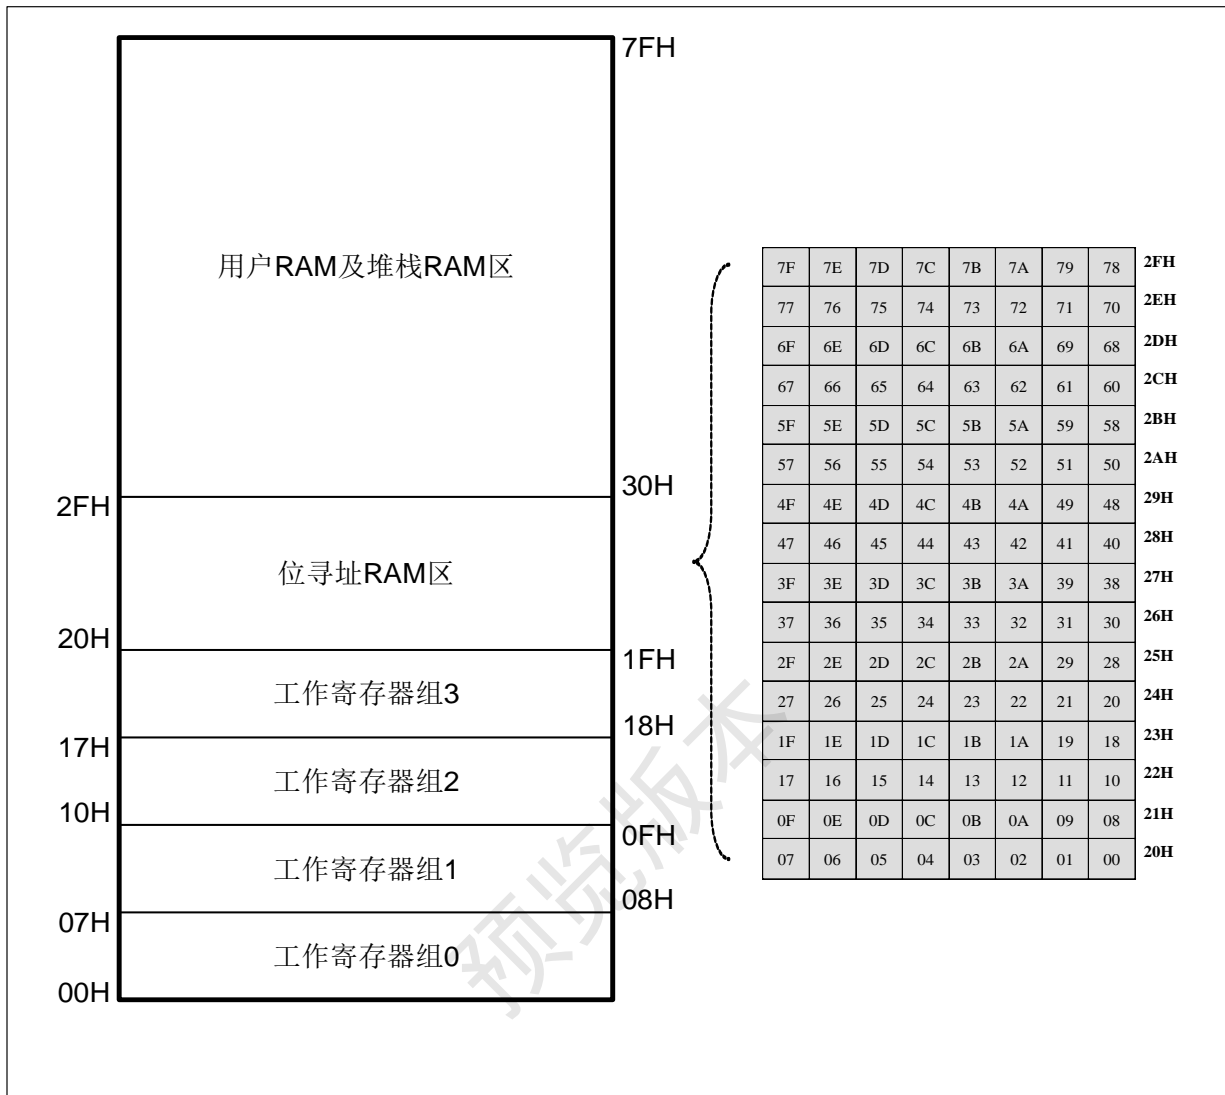 7FH
用户RAM及堆栈RAM区
30H
2FH
位寻址RAM区
20H
1FH
工作寄存器组3
18H
17H
工作寄存器组2
10H
0FH
工作寄存器组1
08H
07H
工作寄存器组0
00H
7F 7E 7D 7C 7B 7A 79 78 2FH
77 76 75 74 73 72 71 70 2EH
6F 6E 6D 6C 6B 6A 69 68 2DH
67 66 65 64 63 62 61 60 2CH
5F 5E 5D 5C 5B 5A 59 58 2BH
57 56 55 54 53 52 51 50 2AH
4F 4E 4D 4C 4B 4A 49 48 29H
47 46 45 44 43 42 41 40 28H
3F 3E 3D 3C 3B 3A 39 38 27H
37 36 35 34 33 32 31 30 26H
2F 2E 2D 2C 2B 2A 29 28 25H
27 26 25 24 23 22 21 20 24H
1F 1E 1D 1C 1B 1A 19 18 23H
17 16 15 14 13 12 11 10 22H
0F 0E 0D 0C 0B 0A 09 08 21H
07 06 05 04 03 02 01 00 20H
预览版本